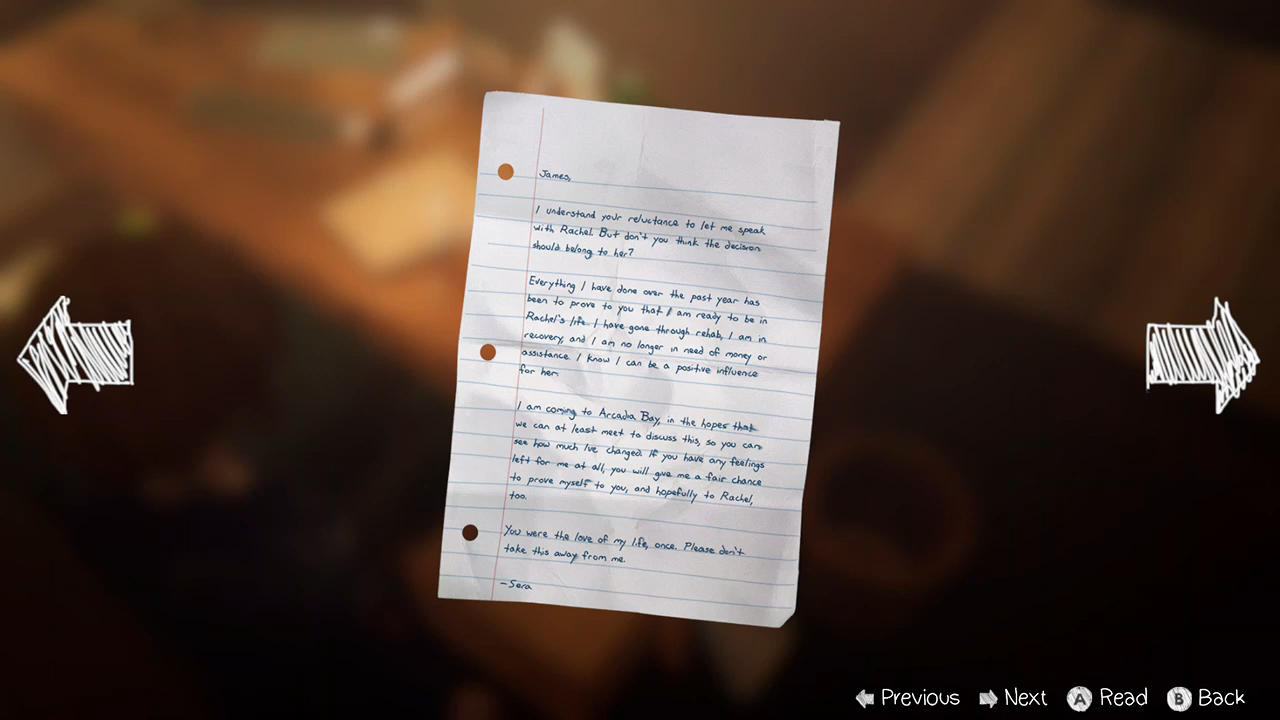 James,
I understand your reluctance to let me speak
with Rachel. But don't you think the decision
should belong to her?
Everything I have done over the past year has
been to prove to you that I am ready to be in
Rachel's life. I have gone through rehab, I am in
recovery, and I am no longer in need of money or
assistance. I know I can be a positive influence
for her.
I am coming to Arcadia Bay, in the hopes that
we can at least meet to discuss this, so you can
see how much I've changed. If you have any feelings
left for me at all, you will give me a fair chance
to prove myself to you, and hopefully to Rachel,
too.
You were the love of my life, once. Please don't
take this away from me.
-Sera
Previous Next A Read B Back